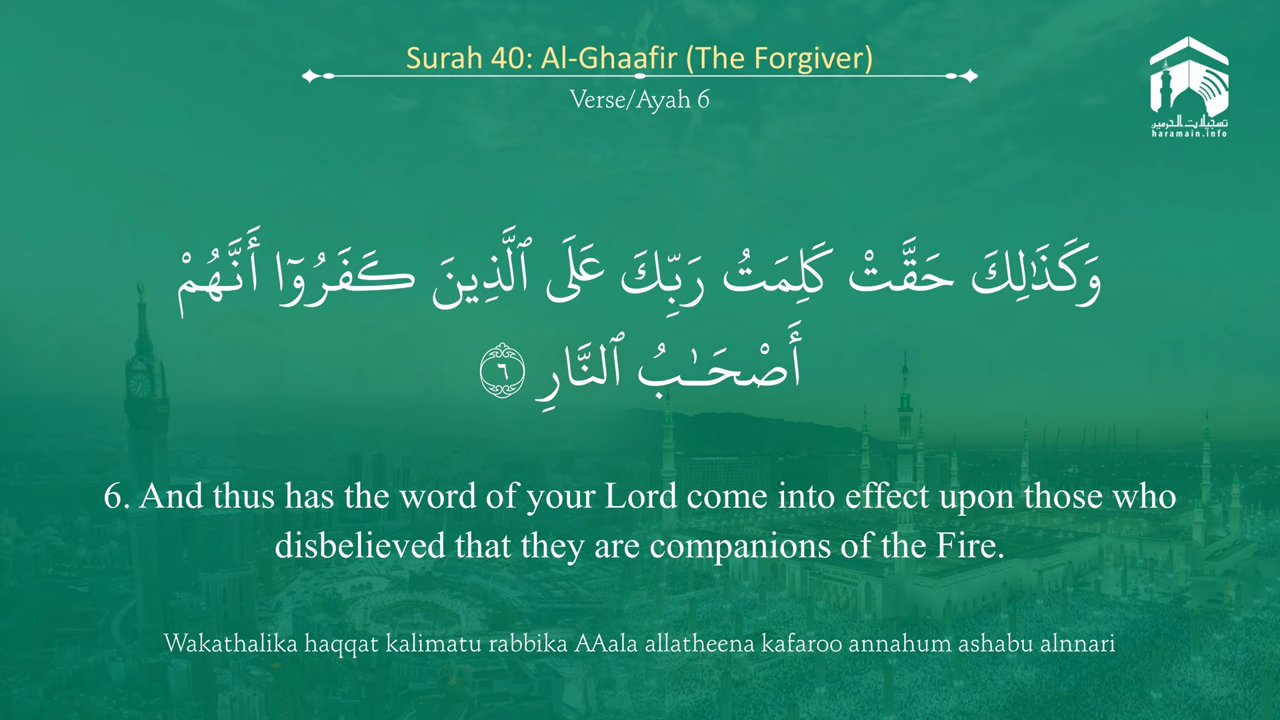 Surah 40: Al-Ghaafir (The Forgiver)
Verse/Ayah 6
تسجيلات الحرمين
haramain.info
وَكَذَٰلِكَ حَقَّتْ كَلِمَتُ رَبِّكَ عَلَى ٱلَّذِينَ كَفَرُوٓا۟ أَنَّهُمْ
أَصْحَـٰبُ ٱلنَّارِ ٦
6. And thus has the word of your Lord come into effect upon those who
disbelieved that they are companions of the Fire.
Wakathalika haqqat kalimatu rabbika AAala allatheena kafaroo annahum ashabu alnnari